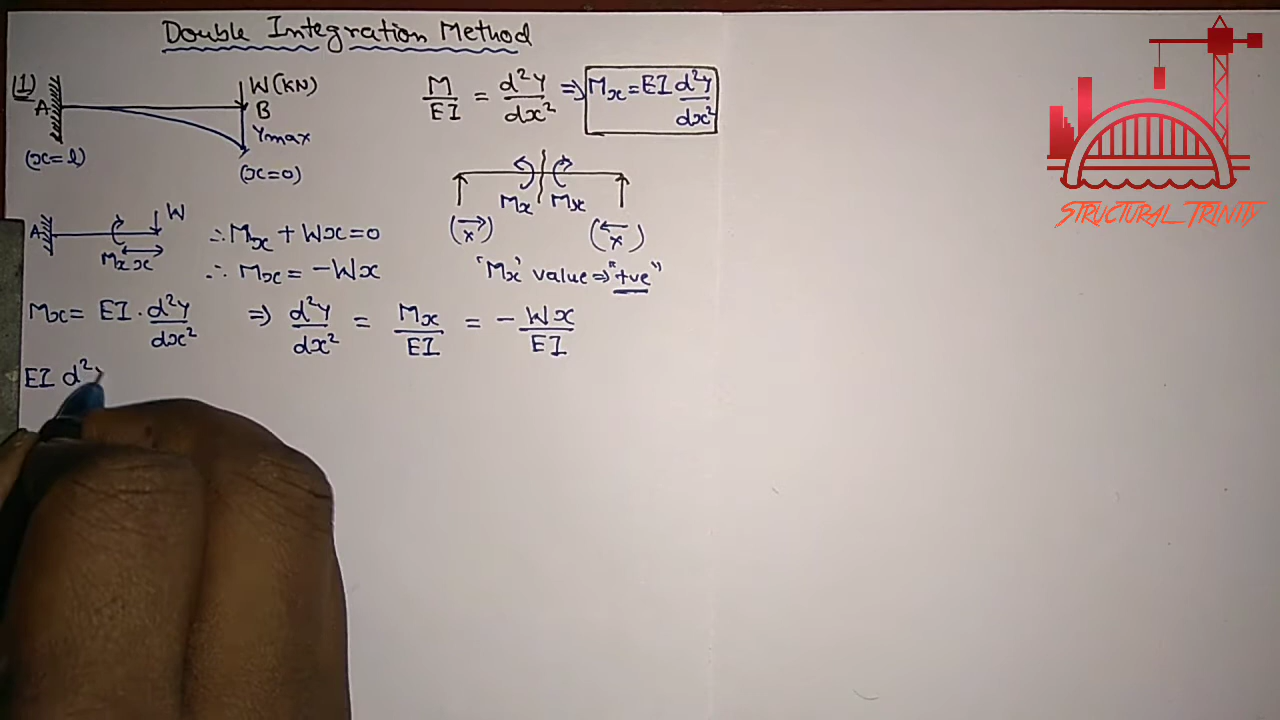 Double Integration Method
(1) A W(KN) B
Ymax
(x=l) (x=0)
M/EI = d²y/dx² ⇒ Mx = EI d²y/dx²
Mx Mx
(→x) (←x)
"Mx" value ⇒ "+ve"
A W
Mx x
∴ Mx + Wx = 0
∴ Mx = -Wx
Mx = EI · d²y/dx² ⇒ d²y/dx² = Mx/EI = - Wx/EI
EI d²
STRUCTURAL_TRINITY